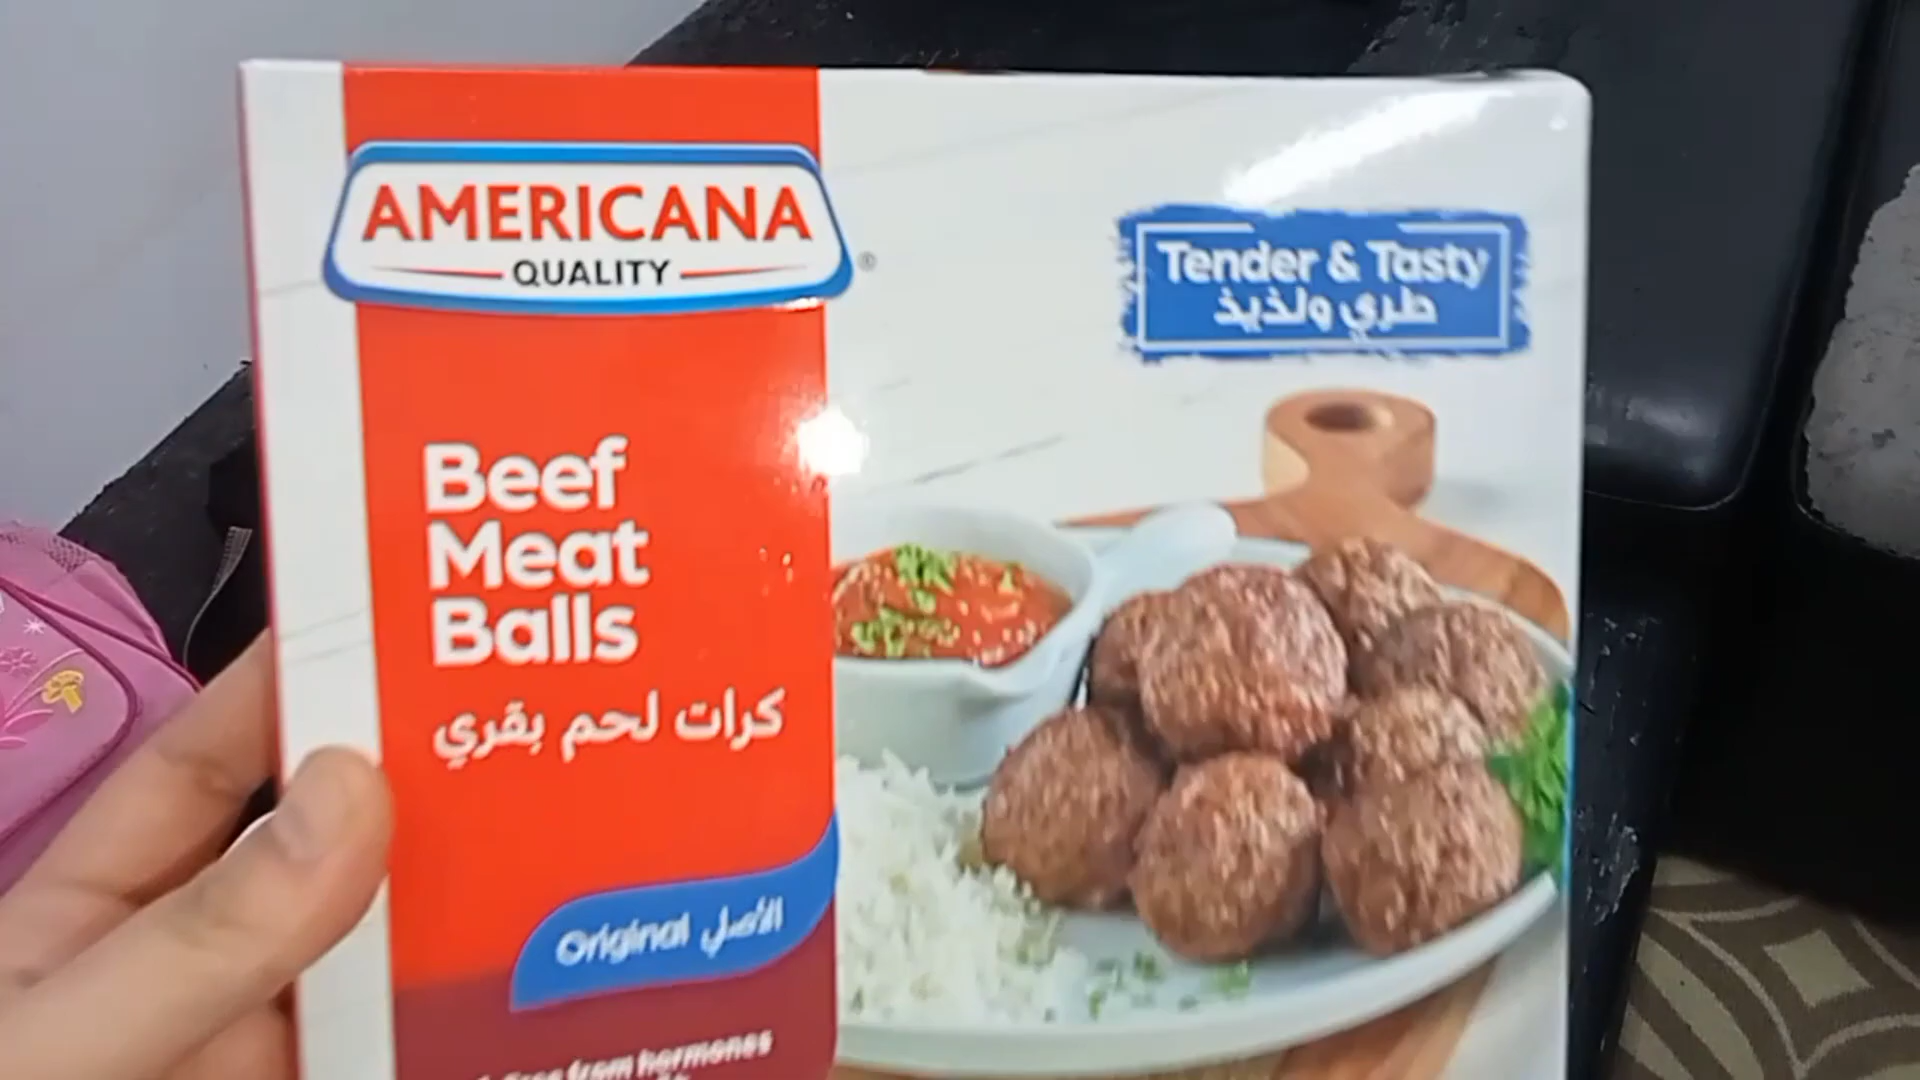 AMERICANA
QUALITY
®
Tender & Tasty
طري ولذيذ
Beef
Meat
Balls
كرات لحم بقري
Original الأصلي
free from hormones